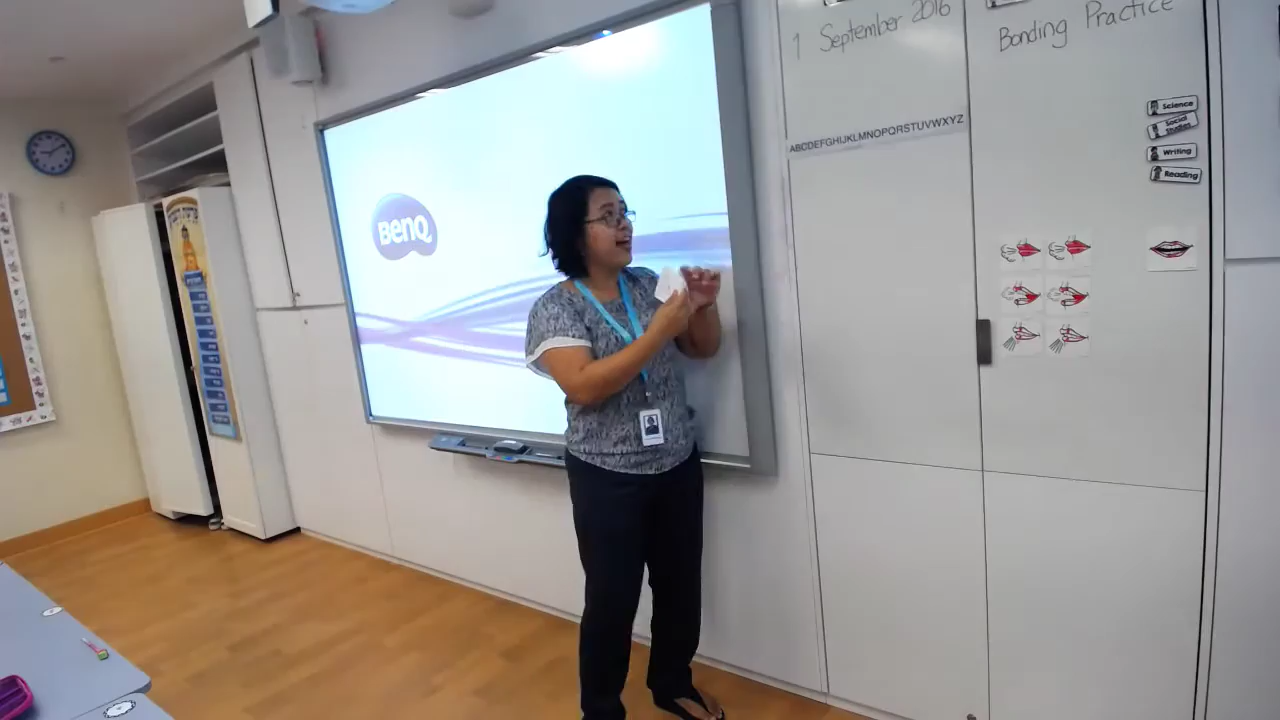 1 September 2016
Bonding Practice
ABCDEFGHIJKLMNOPQRSTUVWXYZ
Science
Social
Studies
Writing
Reading
BenQ